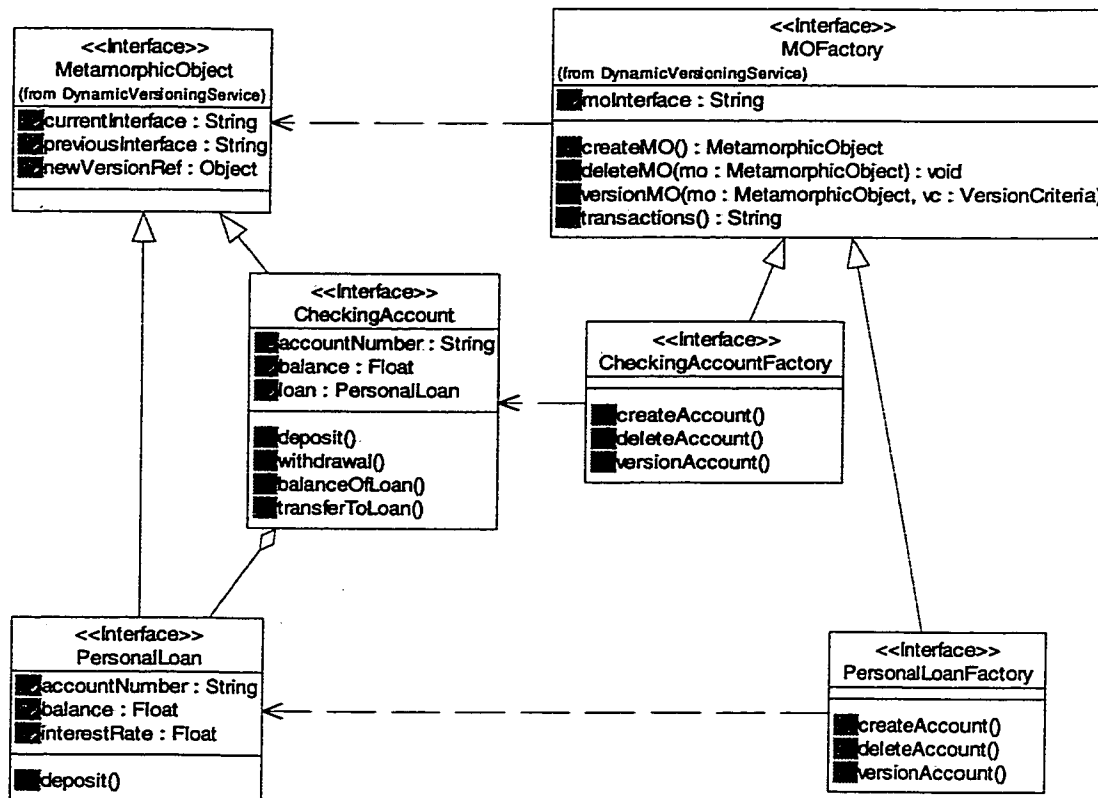 <<Interface>>
MetamorphicObject
(from DynamicVersioningService)
currentInterface : String
previousInterface : String
newVersionRef : Object
<<Interface>>
MOFactory
(from DynamicVersioningService)
moInterface : String
createMO() : MetamorphicObject
deleteMO(mo : MetamorphicObject) : void
versionMO(mo : MetamorphicObject, vc : VersionCriteria)
transactions() : String
<<Interface>>
CheckingAccount
accountNumber : String
balance : Float
loan : PersonalLoan
deposit()
withdrawal()
balanceOfLoan()
transferToLoan()
<<Interface>>
CheckingAccountFactory
createAccount()
deleteAccount()
versionAccount()
<<Interface>>
PersonalLoan
accountNumber : String
balance : Float
interestRate : Float
deposit()
<<Interface>>
PersonalLoanFactory
createAccount()
deleteAccount()
versionAccount()